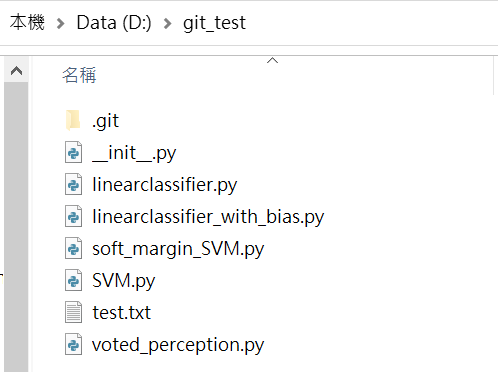 本機 > Data (D:) > git_test
名稱
.git
__init__.py
linearclassifier.py
linearclassifier_with_bias.py
soft_margin_SVM.py
SVM.py
test.txt
voted_perception.py